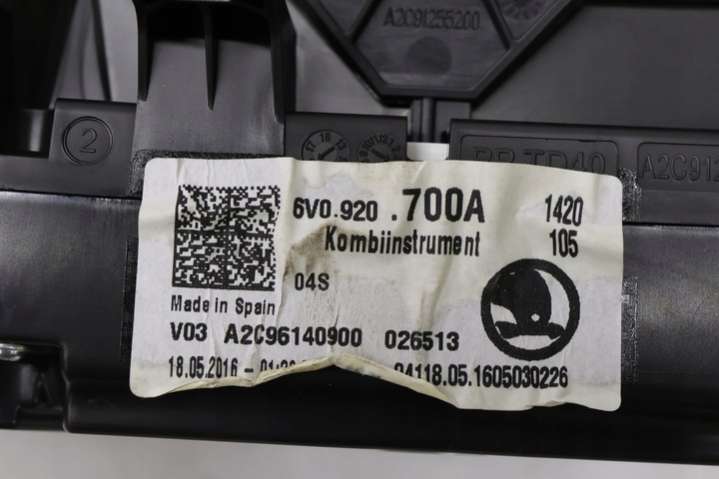 A2C91255200
2
6V0.920 .700A 1420
Kombiinstrument 105
04S
Made in Spain
V03 A2C96140900 026513
18.05.2016 - 04118.05.1605030226